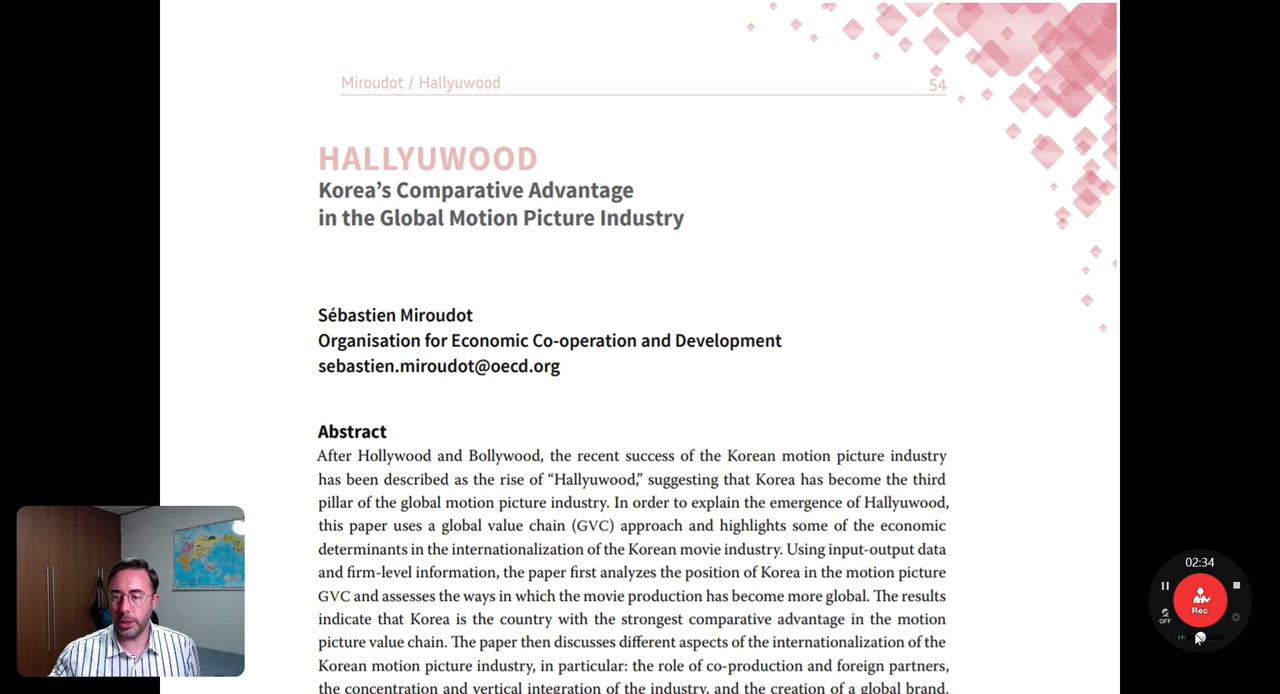 Miroudot / Hallyuwood
54
HALLYUWOOD
Korea's Comparative Advantage
in the Global Motion Picture Industry
Sébastien Miroudot
Organisation for Economic Co-operation and Development
sebastien.miroudot@oecd.org
Abstract
After Hollywood and Bollywood, the recent success of the Korean motion picture industry
has been described as the rise of “Hallyuwood,” suggesting that Korea has become the third
pillar of the global motion picture industry. In order to explain the emergence of Hallyuwood,
this paper uses a global value chain (GVC) approach and highlights some of the economic
determinants in the internationalization of the Korean movie industry. Using input-output data
and firm-level information, the paper first analyzes the position of Korea in the motion picture
GVC and assesses the ways in which the movie production has become more global. The results
indicate that Korea is the country with the strongest comparative advantage in the motion
picture value chain. The paper then discusses different aspects of the internationalization of the
Korean motion picture industry, in particular: the role of co-production and foreign partners,
the concentration and vertical integration of the industry, and the creation of a global brand.
02:34
Rec
OFF